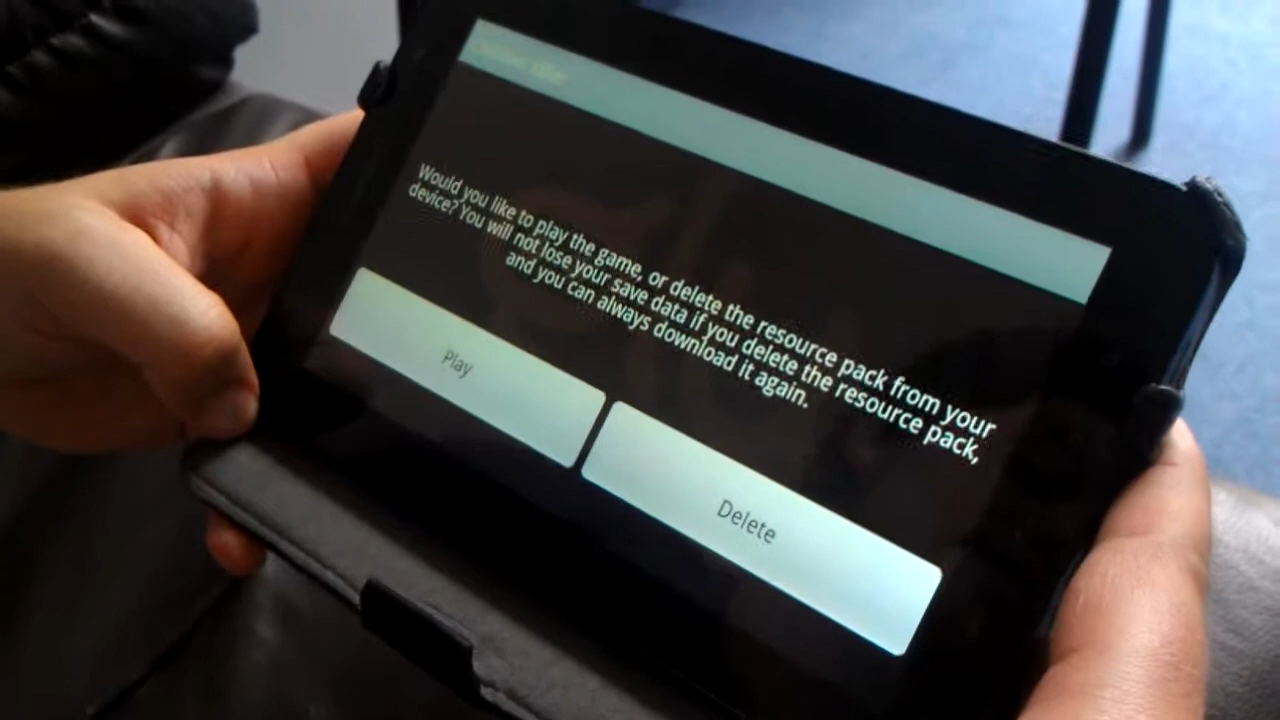 Would you like to play the game, or delete the resource pack from your
device? You will not lose your save data if you delete the resource pack,
and you can always download it again.
Play
Delete